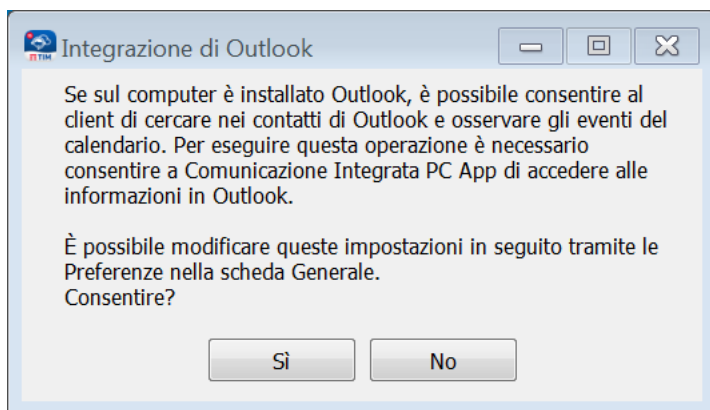 Integrazione di Outlook
TIM
Se sul computer è installato Outlook, è possibile consentire al
client di cercare nei contatti di Outlook e osservare gli eventi del
calendario. Per eseguire questa operazione è necessario
consentire a Comunicazione Integrata PC App di accedere alle
informazioni in Outlook.
È possibile modificare queste impostazioni in seguito tramite le
Preferenze nella scheda Generale.
Consentire?
Sì
No